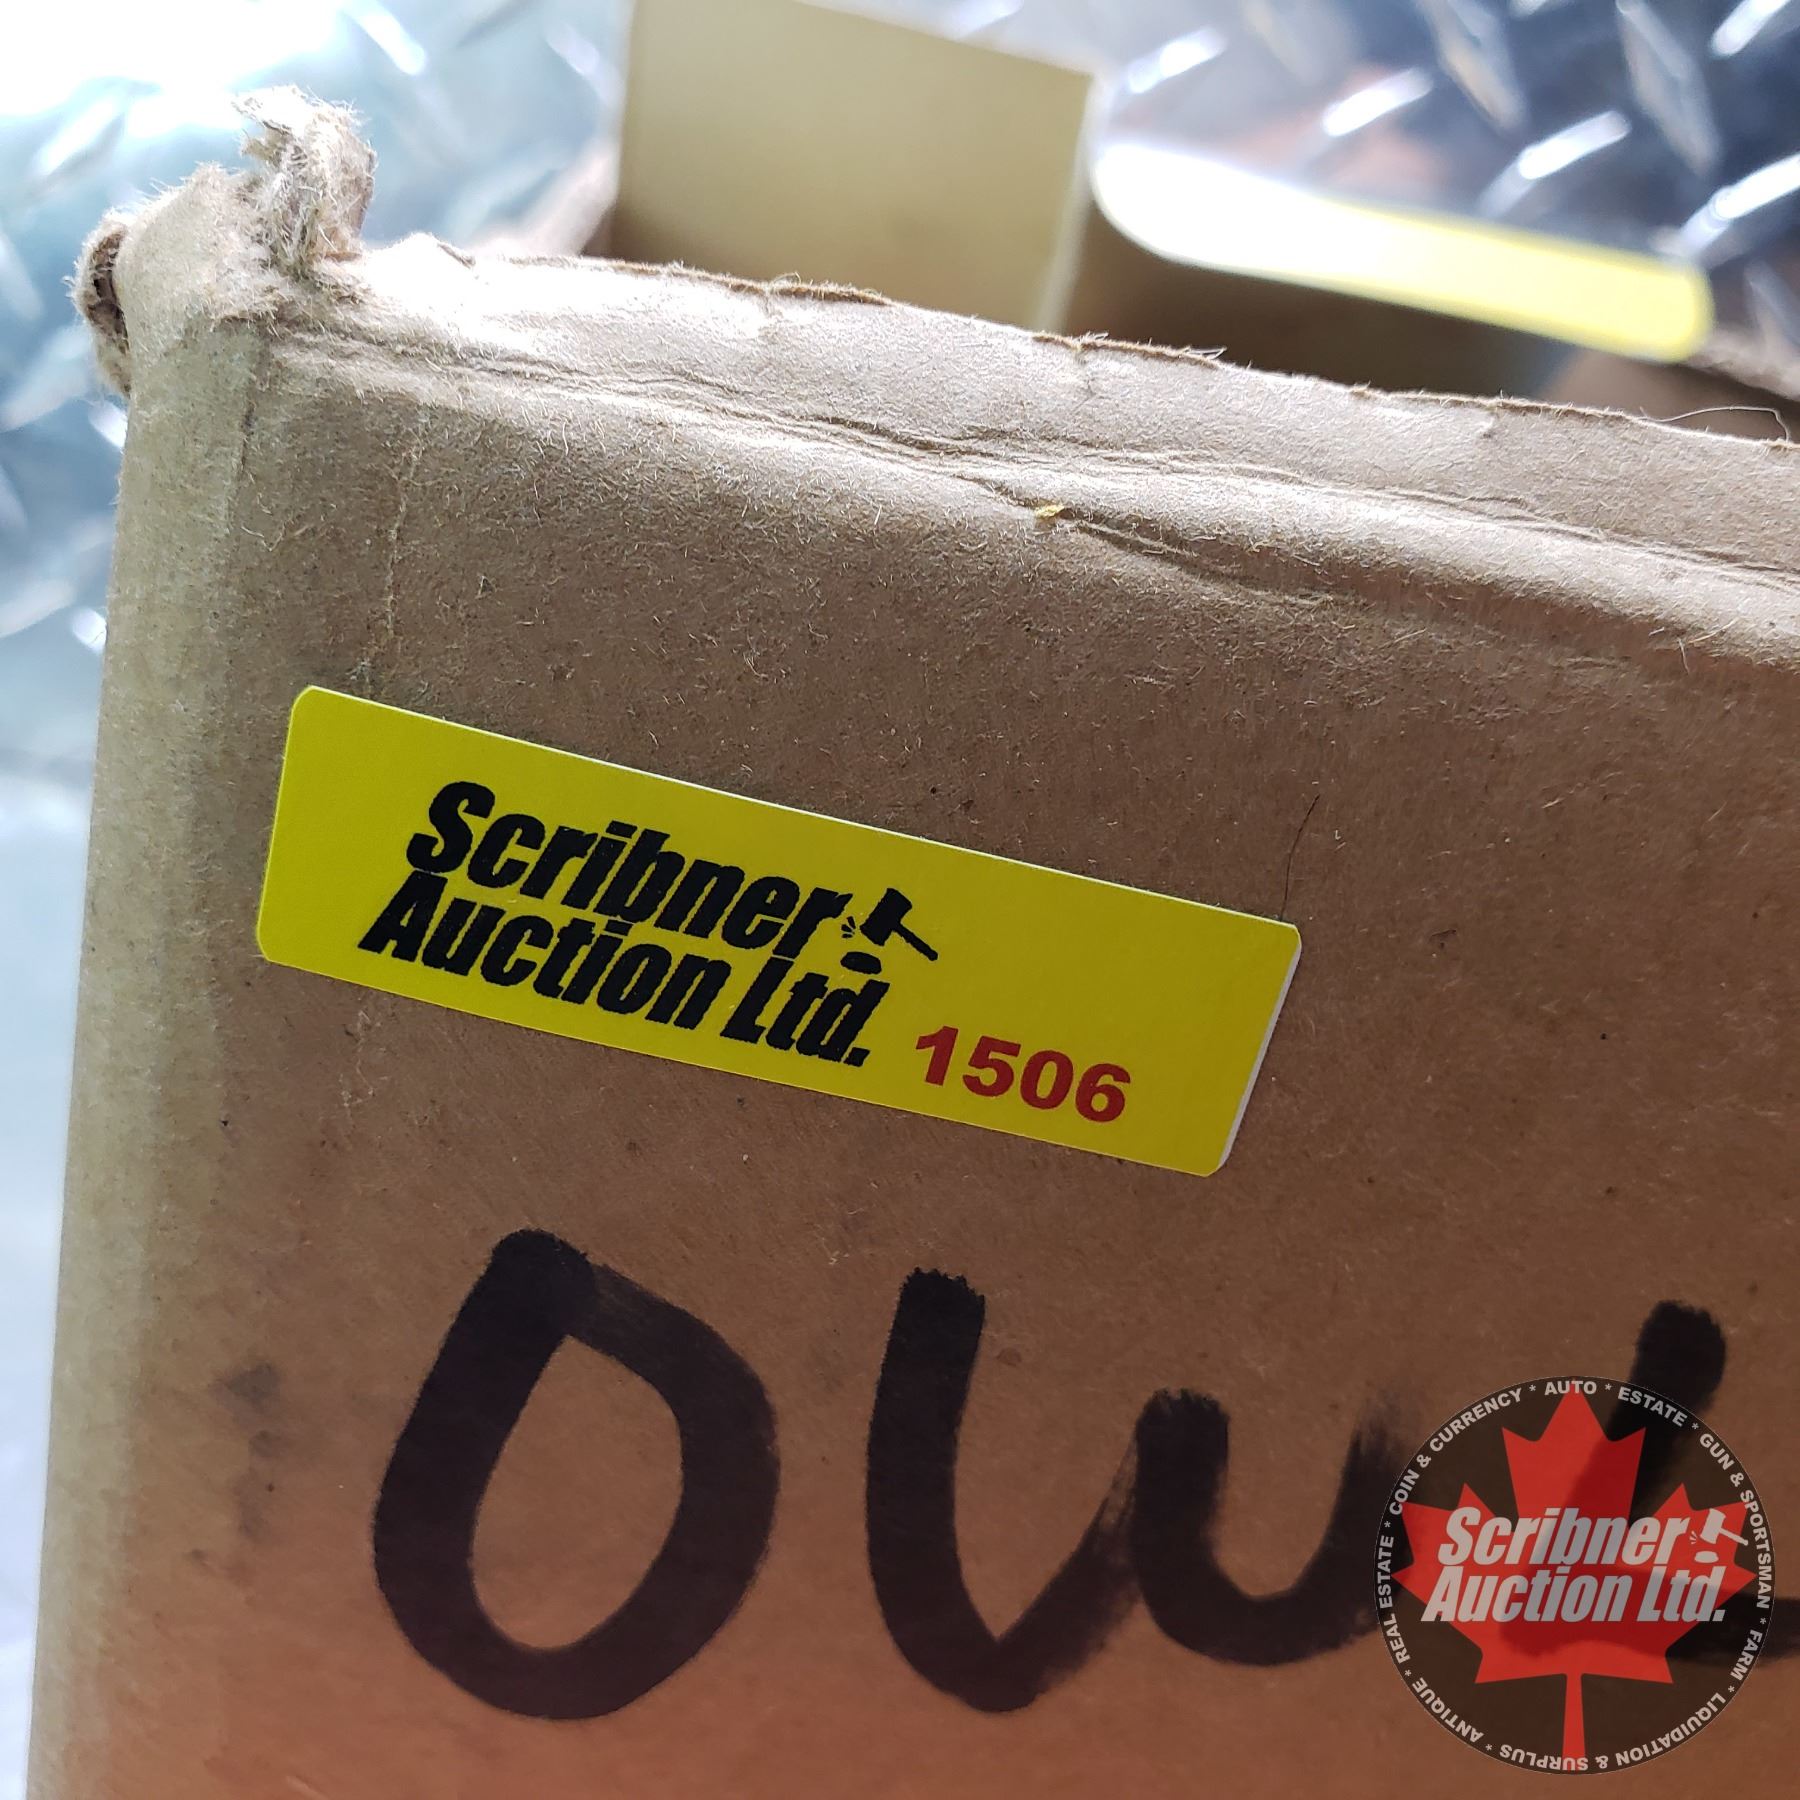 Scribner
Auction Ltd. 1506
COIN & CURRENCY * AUTO * ESTATE * GUN & SPORTSMAN * FARM * LIQUIDATION & SURPLUS * ANTIQUE * REAL ESTATE *
Scribner
Auction Ltd.